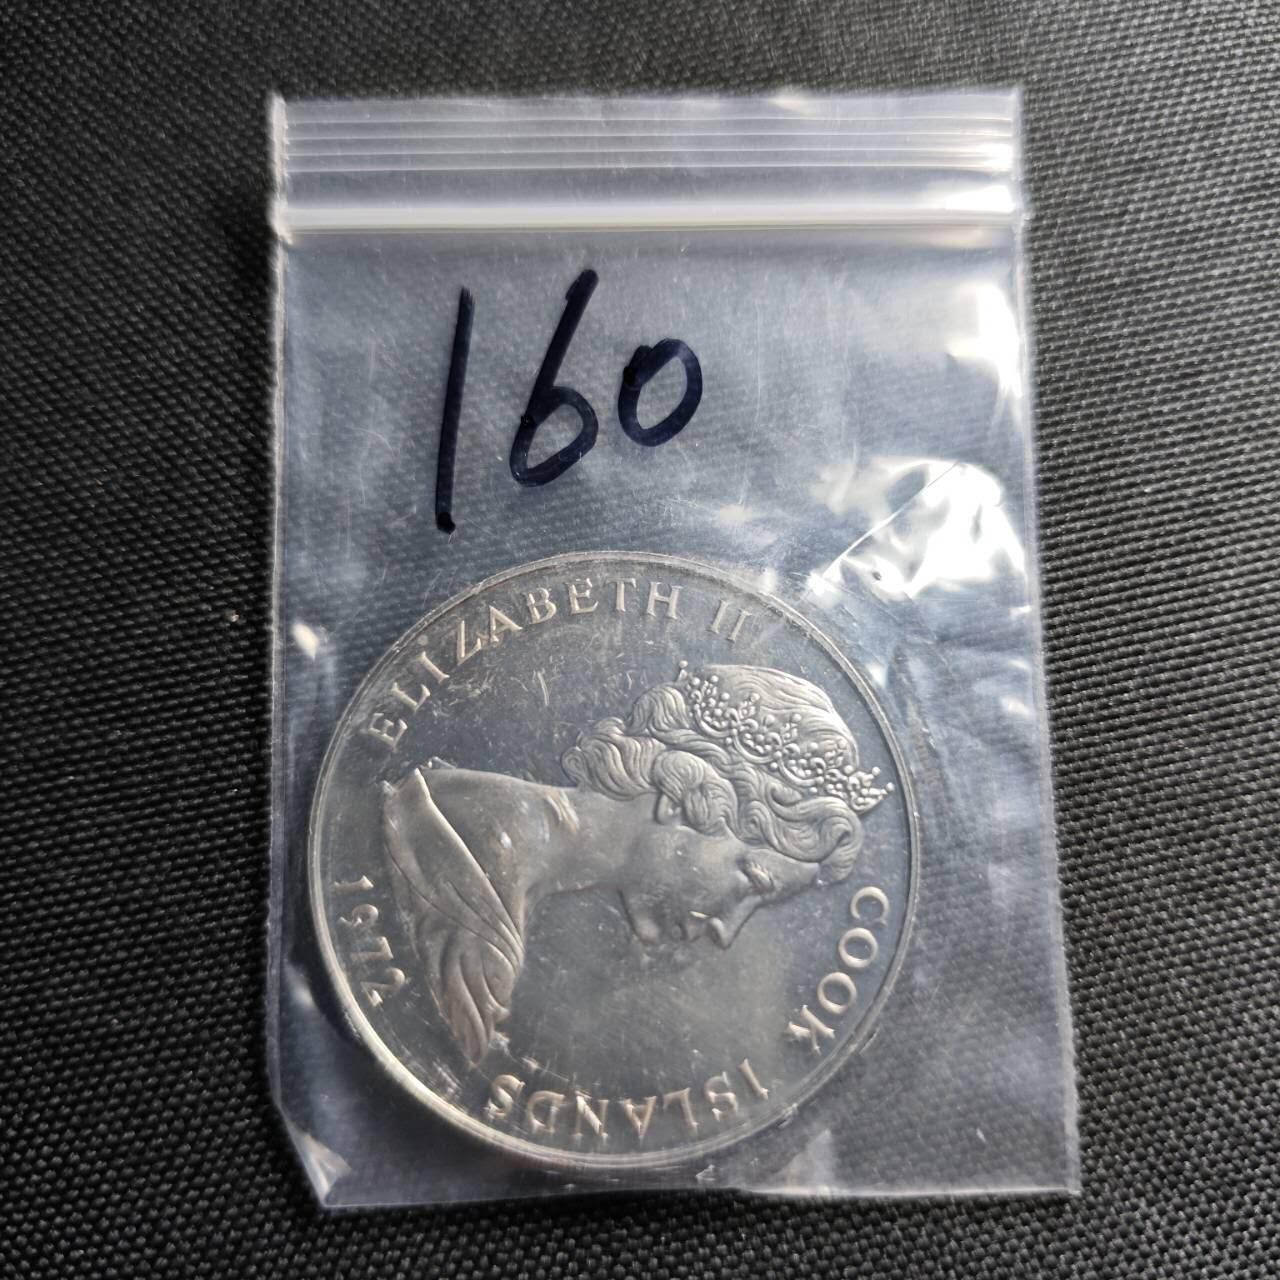 160
ELIZABETH II
COOK ISLANDS
1972